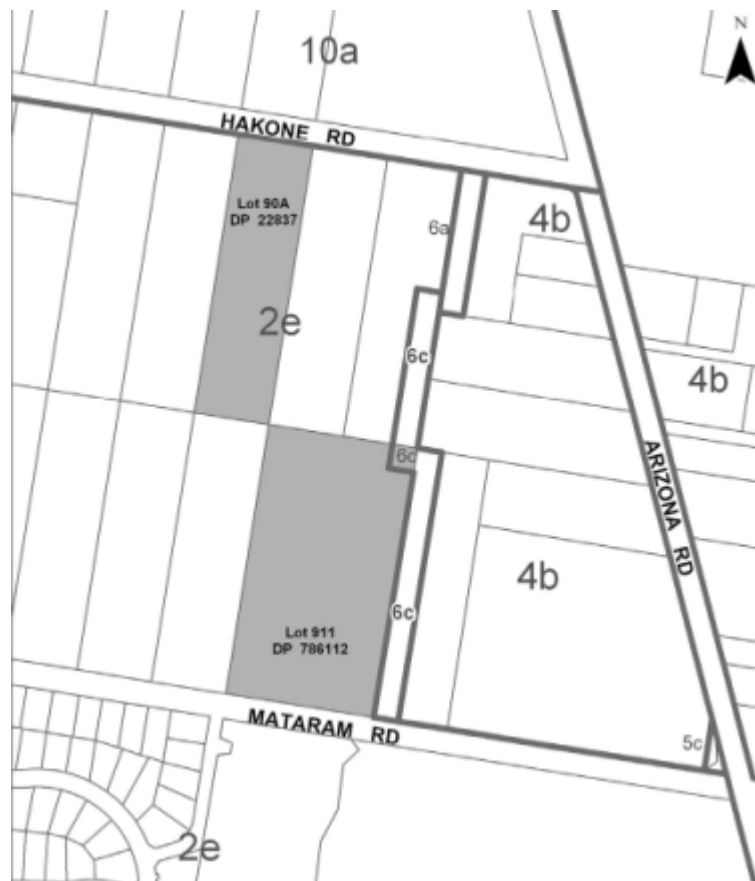 10a
N
HAKONE RD
Lot 90A
DP 22837
6a
4b
2e
6c
4b
6c
ARIZONA RD
4b
6c
Lot 911
DP 786112
MATARAM RD
5c
2e